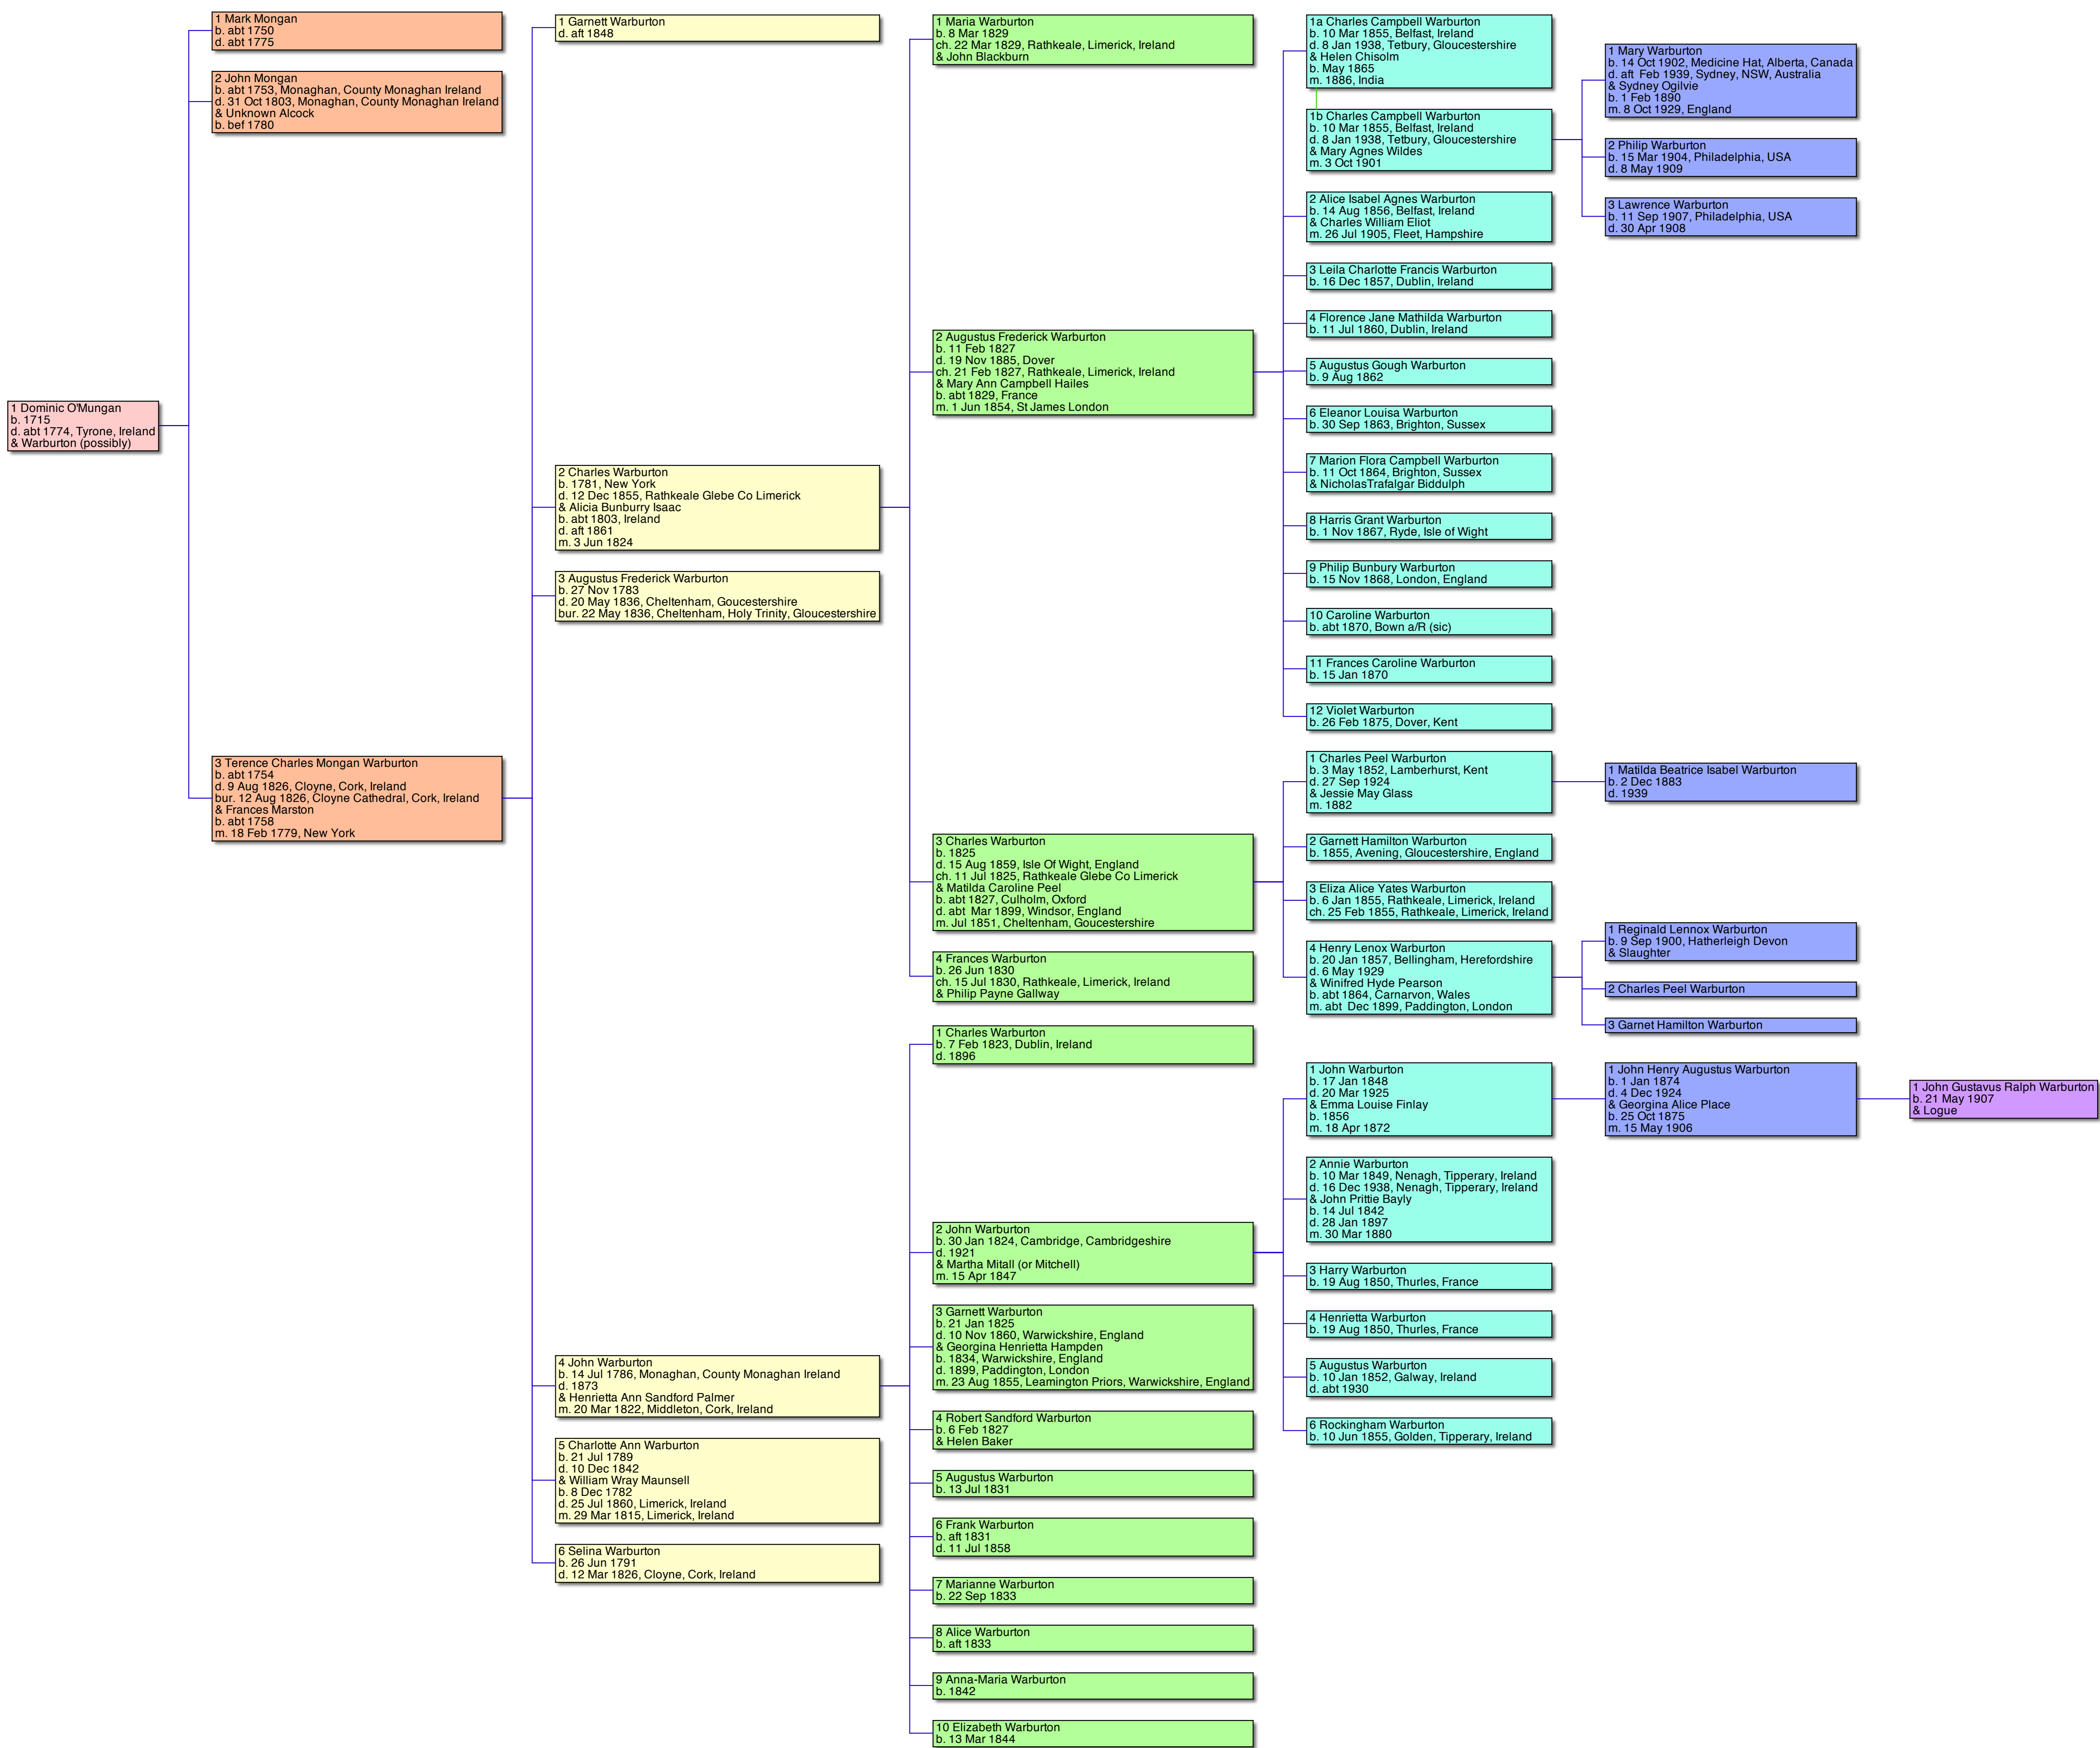 1 Dominic O'Mungan
b. 1715
d. abt 1774, Tyrone, Ireland
& Warburton (possibly)
1 Mark Mongan
b. abt 1750
d. abt 1775
2 John Mongan
b. abt 1753, Monaghan, County Monaghan Ireland
d. 31 Oct 1803, Monaghan, County Monaghan Ireland
& Unknown Alcock
b. bef 1780
3 Terence Charles Mongan Warburton
b. abt 1754
d. 9 Aug 1826, Cloyne, Cork, Ireland
bur. 12 Aug 1826, Cloyne Cathedral, Cork, Ireland
& Frances Marston
b. abt 1758
m. 18 Feb 1779, New York
1 Garnett Warburton
d. aft 1848
2 Charles Warburton
b. 1781, New York
d. 12 Dec 1855, Rathkeale Glebe Co Limerick
& Alicia Bunburry Isaac
b. abt 1803, Ireland
d. aft 1861
m. 3 Jun 1824
3 Augustus Frederick Warburton
b. 27 Nov 1783
d. 20 May 1836, Cheltenham, Goucestershire
bur. 22 May 1836, Cheltenham, Holy Trinity, Gloucestershire
4 John Warburton
b. 14 Jul 1786, Monaghan, County Monaghan Ireland
d. 1873
& Henrietta Ann Sandford Palmer
m. 20 Mar 1822, Middleton, Cork, Ireland
5 Charlotte Ann Warburton
b. 21 Jul 1789
d. 10 Dec 1842
& William Wray Maunsell
b. 8 Dec 1782
d. 25 Jul 1860, Limerick, Ireland
m. 29 Mar 1815, Limerick, Ireland
6 Selina Warburton
b. 26 Jun 1791
d. 12 Mar 1826, Cloyne, Cork, Ireland
1 Maria Warburton
b. 8 Mar 1829
ch. 22 Mar 1829, Rathkeale, Limerick, Ireland
& John Blackburn
2 Augustus Frederick Warburton
b. 11 Feb 1827
d. 19 Nov 1885, Dover
ch. 21 Feb 1827, Rathkeale, Limerick, Ireland
& Mary Ann Campbell Hailes
b. abt 1829, France
m. 1 Jun 1854, St James London
3 Charles Warburton
b. 1825
d. 15 Aug 1859, Isle Of Wight, England
ch. 11 Jul 1825, Rathkeale Glebe Co Limerick
& Matilda Caroline Peel
b. abt 1827, Culholm, Oxford
d. abt  Mar 1899, Windsor, England
m. Jul 1851, Cheltenham, Goucestershire
4 Frances Warburton
b. 26 Jun 1830
ch. 15 Jul 1830, Rathkeale, Limerick, Ireland
& Philip Payne Gallway
1 Charles Warburton
b. 7 Feb 1823, Dublin, Ireland
d. 1896
2 John Warburton
b. 30 Jan 1824, Cambridge, Cambridgeshire
d. 1921
& Martha Mitall (or Mitchell)
m. 15 Apr 1847
3 Garnett Warburton
b. 21 Jan 1825
d. 10 Nov 1860, Warwickshire, England
& Georgina Henrietta Hampden
b. 1834, Warwickshire, England
d. 1899, Paddington, London
m. 23 Aug 1855, Leamington Priors, Warwickshire, England
4 Robert Sandford Warburton
b. 6 Feb 1827
& Helen Baker
5 Augustus Warburton
b. 13 Jul 1831
6 Frank Warburton
b. aft 1831
d. 11 Jul 1858
7 Marianne Warburton
b. 22 Sep 1833
8 Alice Warburton
b. aft 1833
9 Anna-Maria Warburton
b. 1842
10 Elizabeth Warburton
b. 13 Mar 1844
1a Charles Campbell Warburton
b. 10 Mar 1855, Belfast, Ireland
d. 8 Jan 1938, Tetbury, Gloucestershire
& Helen Chisolm
b. May 1865
m. 1886, India
1b Charles Campbell Warburton
b. 10 Mar 1855, Belfast, Ireland
d. 8 Jan 1938, Tetbury, Gloucestershire
& Mary Agnes Wildes
m. 3 Oct 1901
2 Alice Isabel Agnes Warburton
b. 14 Aug 1856, Belfast, Ireland
& Charles William Eliot
m. 26 Jul 1905, Fleet, Hampshire
3 Leila Charlotte Francis Warburton
b. 16 Dec 1857, Dublin, Ireland
4 Florence Jane Mathilda Warburton
b. 11 Jul 1860, Dublin, Ireland
5 Augustus Gough Warburton
b. 9 Aug 1862
6 Eleanor Louisa Warburton
b. 30 Sep 1863, Brighton, Sussex
7 Marion Flora Campbell Warburton
b. 11 Oct 1864, Brighton, Sussex
& NicholasTrafalgar Biddulph
8 Harris Grant Warburton
b. 1 Nov 1867, Ryde, Isle of Wight
9 Philip Bunbury Warburton
b. 15 Nov 1868, London, England
10 Caroline Warburton
b. abt 1870, Bown a/R (sic)
11 Frances Caroline Warburton
b. 15 Jan 1870
12 Violet Warburton
b. 26 Feb 1875, Dover, Kent
1 Charles Peel Warburton
b. 3 May 1852, Lamberhurst, Kent
d. 27 Sep 1924
& Jessie May Glass
m. 1882
2 Garnett Hamilton Warburton
b. 1855, Avening, Gloucestershire, England
3 Eliza Alice Yates Warburton
b. 6 Jan 1855, Rathkeale, Limerick, Ireland
ch. 25 Feb 1855, Rathkeale, Limerick, Ireland
4 Henry Lenox Warburton
b. 20 Jan 1857, Bellingham, Herefordshire
d. 6 May 1929
& Winifred Hyde Pearson
b. abt 1864, Carnarvon, Wales
m. abt  Dec 1899, Paddington, London
1 John Warburton
b. 17 Jan 1848
d. 20 Mar 1925
& Emma Louise Finlay
b. 1856
m. 18 Apr 1872
2 Annie Warburton
b. 10 Mar 1849, Nenagh, Tipperary, Ireland
d. 16 Dec 1938, Nenagh, Tipperary, Ireland
& John Prittie Bayly
b. 14 Jul 1842
d. 28 Jan 1897
m. 30 Mar 1880
3 Harry Warburton
b. 19 Aug 1850, Thurles, France
4 Henrietta Warburton
b. 19 Aug 1850, Thurles, France
5 Augustus Warburton
b. 10 Jan 1852, Galway, Ireland
d. abt 1930
6 Rockingham Warburton
b. 10 Jun 1855, Golden, Tipperary, Ireland
1 Mary Warburton
b. 14 Oct 1902, Medicine Hat, Alberta, Canada
d. aft  Feb 1939, Sydney, NSW, Australia
& Sydney Ogilvie
b. 1 Feb 1890
m. 8 Oct 1929, England
2 Philip Warburton
b. 15 Mar 1904, Philadelphia, USA
d. 8 May 1909
3 Lawrence Warburton
b. 11 Sep 1907, Philadelphia, USA
d. 30 Apr 1908
1 Matilda Beatrice Isabel Warburton
b. 2 Dec 1883
d. 1939
1 Reginald Lennox Warburton
b. 9 Sep 1900, Hatherleigh Devon
& Slaughter
2 Charles Peel Warburton
3 Garnet Hamilton Warburton
1 John Henry Augustus Warburton
b. 1 Jan 1874
d. 4 Dec 1924
& Georgina Alice Place
b. 25 Oct 1875
m. 15 May 1906
1 John Gustavus Ralph Warburton
b. 21 May 1907
& Logue